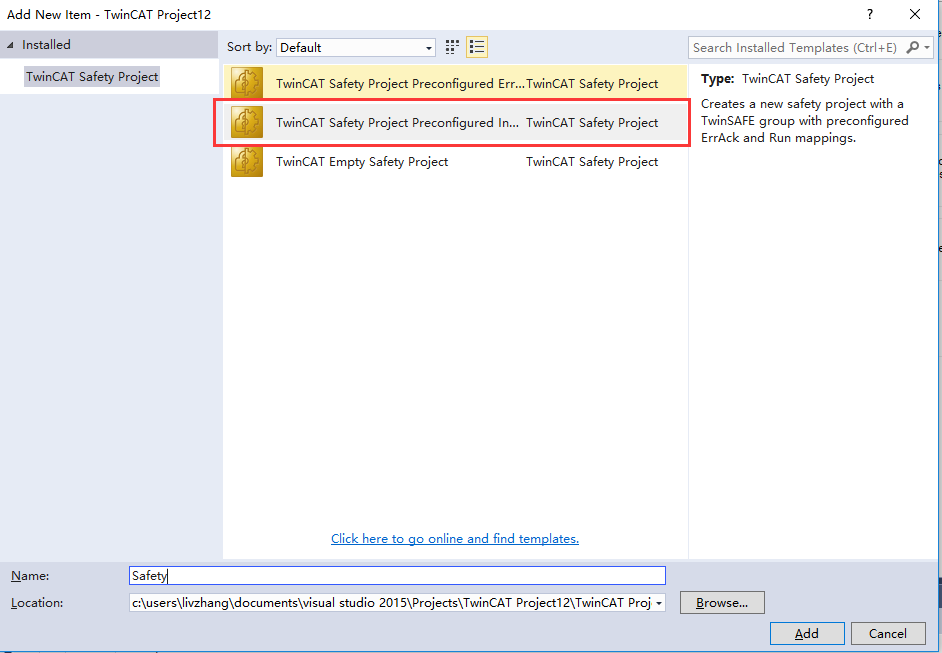 Add New Item - TwinCAT Project12
?
Installed
TwinCAT Safety Project
Sort by: Default
Search Installed Templates (Ctrl+E)
TwinCAT Safety Project Preconfigured Err... TwinCAT Safety Project
TwinCAT Safety Project Preconfigured In... TwinCAT Safety Project
TwinCAT Empty Safety Project TwinCAT Safety Project
Type: TwinCAT Safety Project
Creates a new safety project with a
TwinSAFE group with preconfigured
ErrAck and Run mappings.
Click here to go online and find templates.
Name: Safety
Location: c:\users\livzhang\documents\visual studio 2015\Projects\TwinCAT Project12\TwinCAT Proj
Browse...
Add Cancel